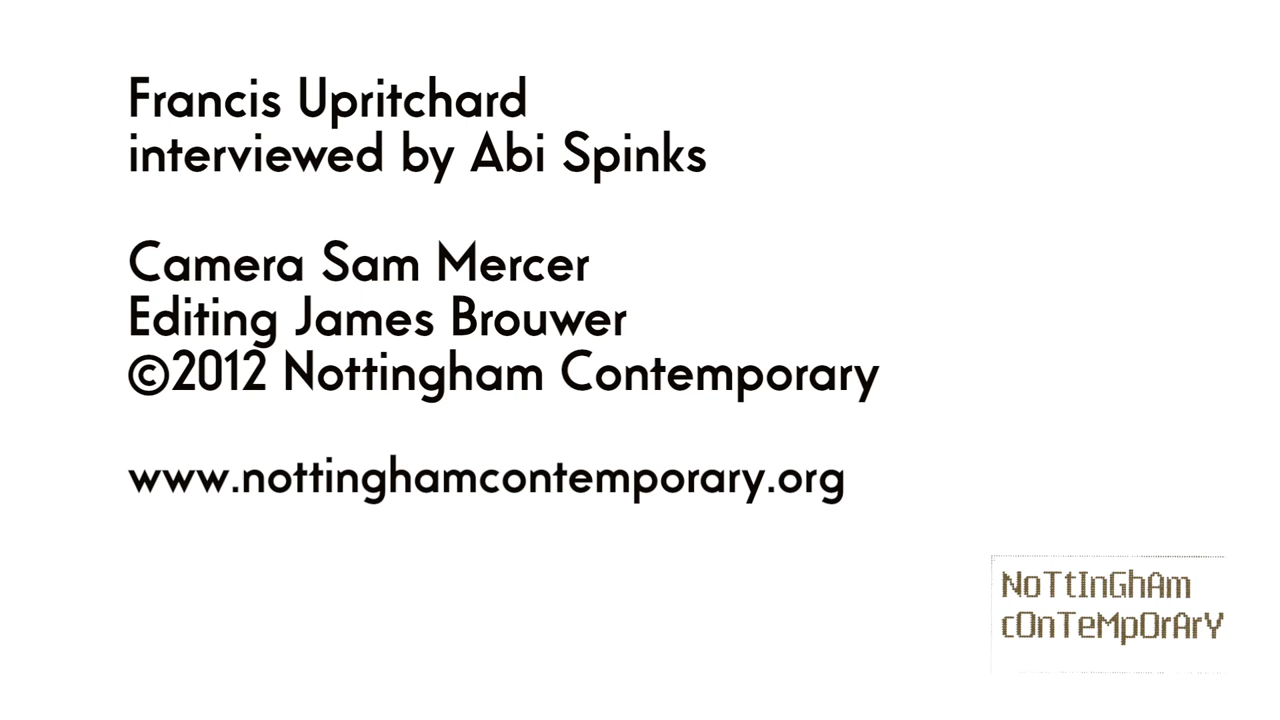 Francis Upritchard
interviewed by Abi Spinks
Camera Sam Mercer
Editing James Brouwer
©2012 Nottingham Contemporary
www.nottinghamcontemporary.org
NoTtInGhAm
cOnTeMpOrArY